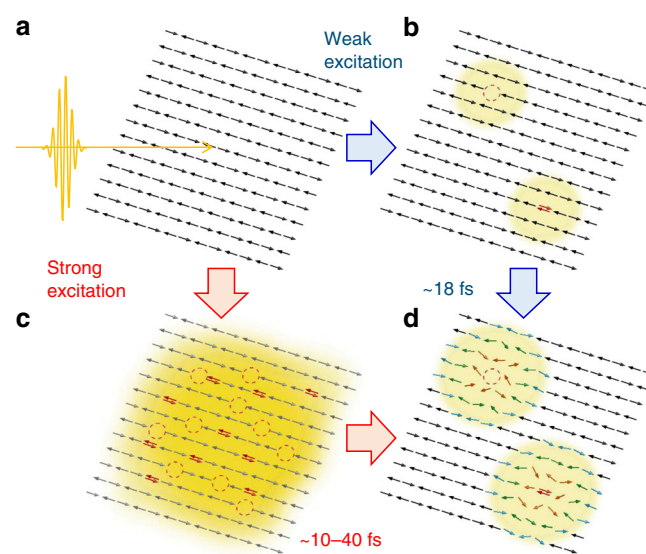 a
Weak
excitation
b
Strong
excitation
~18 fs
c
d
~10–40 fs